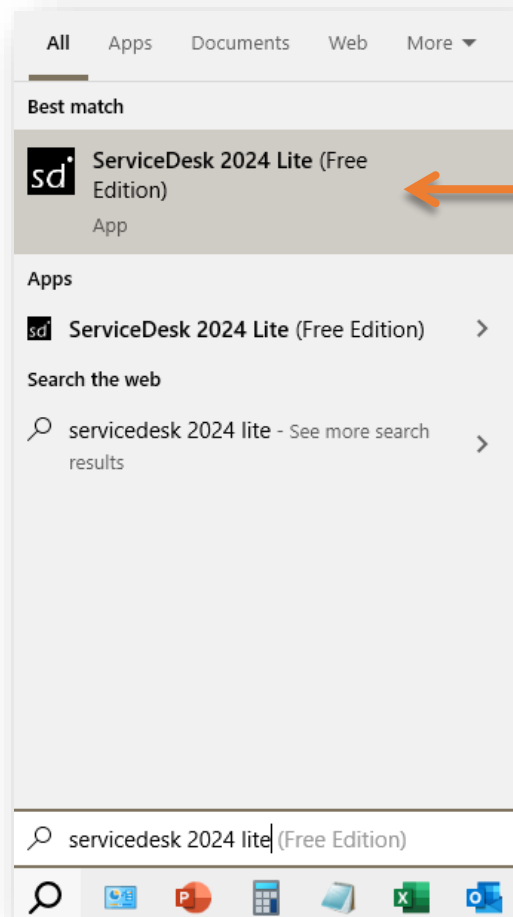 All Apps Documents Web More
Best match
sd
ServiceDesk 2024 Lite (Free
Edition)
App
Apps
sd ServiceDesk 2024 Lite (Free Edition)
Search the web
servicedesk 2024 lite - See more search
results
servicedesk 2024 lite (Free Edition)
P X O